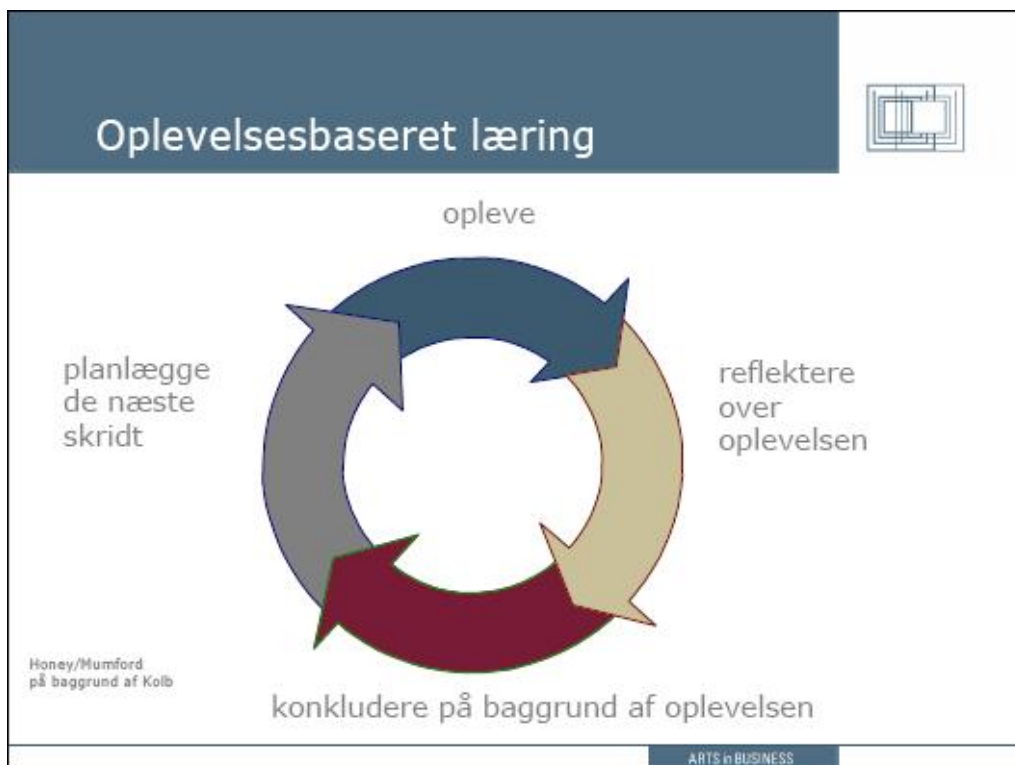 Oplevelsesbaseret læring
opleve
reflektere
over
oplevelsen
planlægge
de næste
skridt
konkludere på baggrund af oplevelsen
Honey/Mumford
på baggrund af Kolb
ARTS in BUSINESS